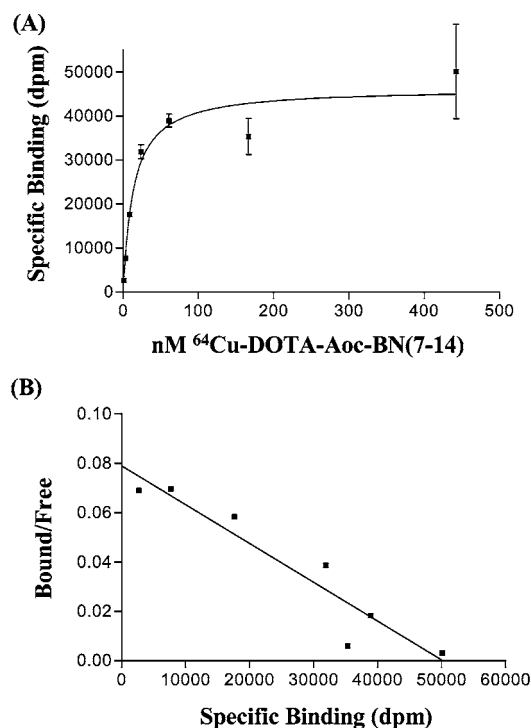 (A)
Specific Binding (dpm)
50000
40000
30000
20000
10000
0
0 100 200 300 400 500
nM ⁶⁴Cu-DOTA-Aoc-BN(7-14)
(B)
Bound/Free
0.10
0.08
0.06
0.04
0.02
0.00
0 10000 20000 30000 40000 50000 60000
Specific Binding (dpm)